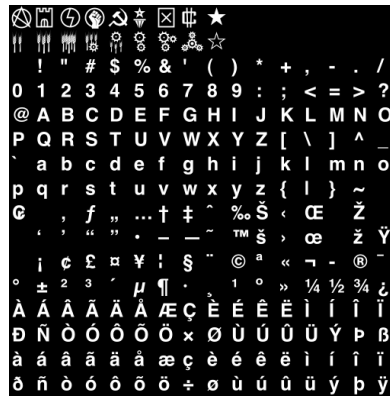 ! " # $ % & ' ( ) * + , - . /
0 1 2 3 4 5 6 7 8 9 : ; < = > ?
@ A B C D E F G H I J K L M N O
P Q R S T U V W X Y Z [ \ ] ^ _
` a b c d e f g h i j k l m n o
p q r s t u v w x y z { | } ~
‚ ƒ „ … † ‡ ˆ ‰ Š ‹ Œ Ž
‘ ’ “ ” • – — ˜ ™ š › œ ž Ÿ
¡ ¢ £ ¤ ¥ ¦ § ¨ © ª « ¬ - ® ¯
° ± ² ³ ´ µ ¶ · ¸ ¹ º » ¼ ½ ¾ ¿
À Á Â Ã Ä Å Æ Ç È É Ê Ë Ì Í Î Ï
Ð Ñ Ò Ó Ô Õ Ö × Ø Ù Ú Û Ü Ý Þ ß
à á â ã ä å æ ç è é ê ë ì í î ï
ð ñ ò ó ô õ ö ÷ ø ù ú û ü ý þ ÿ